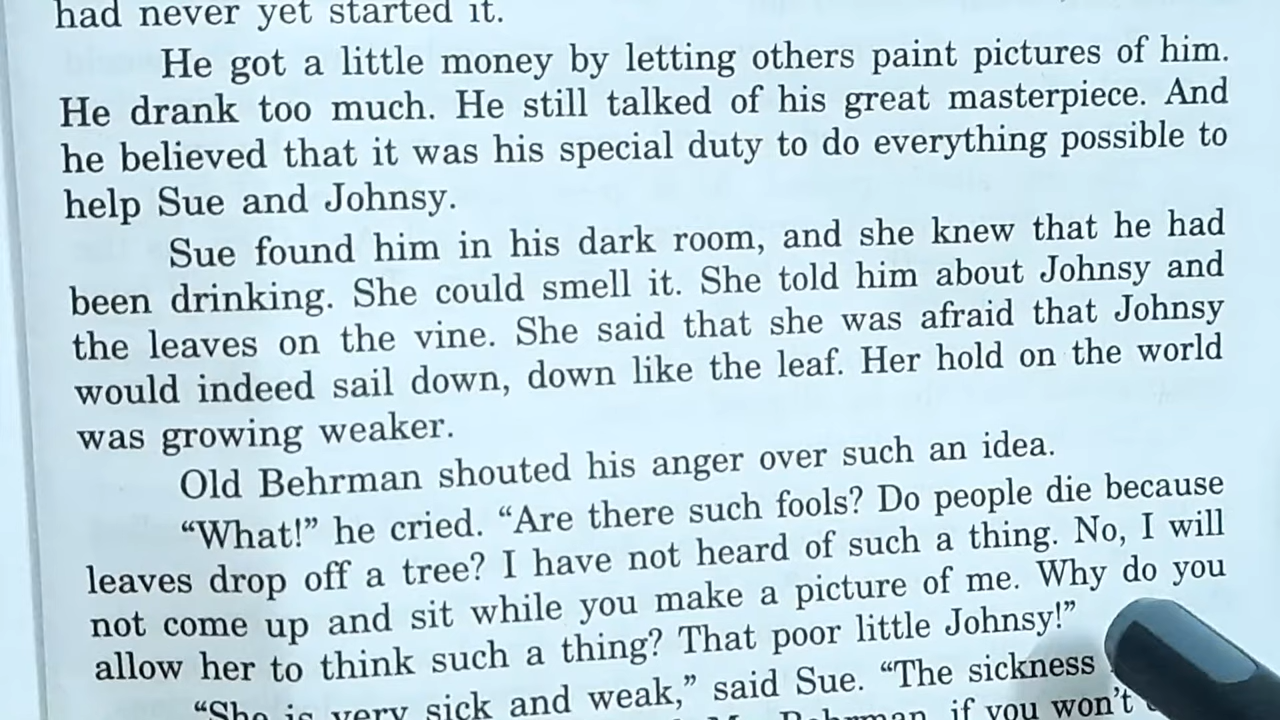 had never yet started it.
He got a little money by letting others paint pictures of him.
He drank too much. He still talked of his great masterpiece. And
he believed that it was his special duty to do everything possible to
help Sue and Johnsy.
Sue found him in his dark room, and she knew that he had
been drinking. She could smell it. She told him about Johnsy and
the leaves on the vine. She said that she was afraid that Johnsy
would indeed sail down, down like the leaf. Her hold on the world
was growing weaker.
Old Behrman shouted his anger over such an idea.
“What!” he cried. “Are there such fools? Do people die because
leaves drop off a tree? I have not heard of such a thing. No, I will
not come up and sit while you make a picture of me. Why do you
allow her to think such a thing? That poor little Johnsy!”
“She is very sick and weak,” said Sue. “The sickness
Behrman, if you won’t